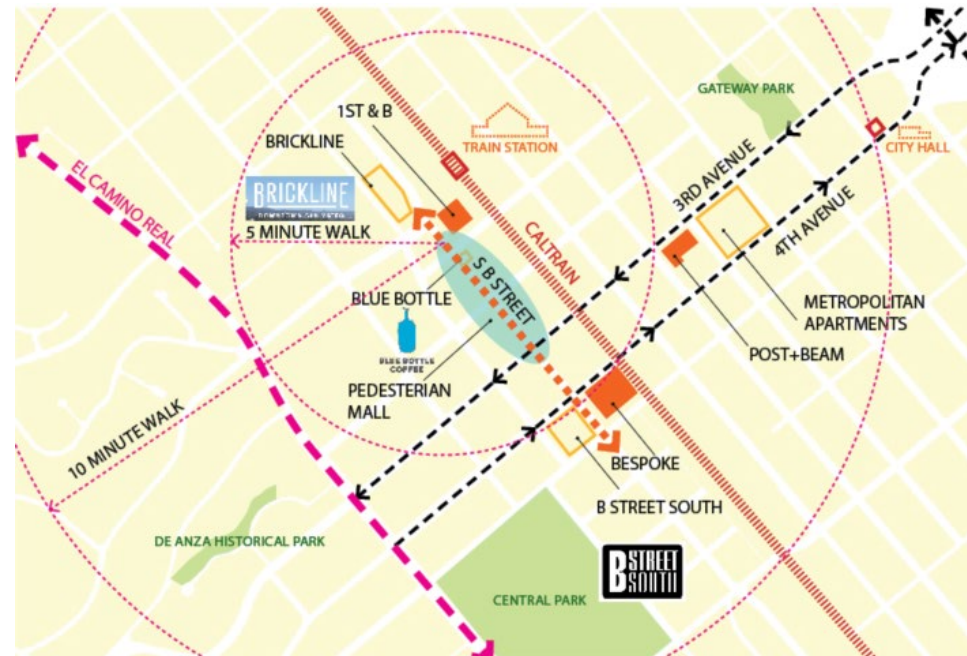 GATEWAY PARK
1ST & B
BRICKLINE
TRAIN STATION
CITY HALL
BRICKLINE
EL CAMINO REAL
5 MINUTE WALK
3RD AVENUE
4TH AVENUE
CALTRAIN
S B STREET
BLUE BOTTLE
METROPOLITAN
APARTMENTS
BLUE BOTTLE
COFFEE
POST+BEAM
PEDESTERIAN
MALL
10 MINUTE WALK
BESPOKE
B STREET SOUTH
DE ANZA HISTORICAL PARK
B STREET
SOUTH
CENTRAL PARK